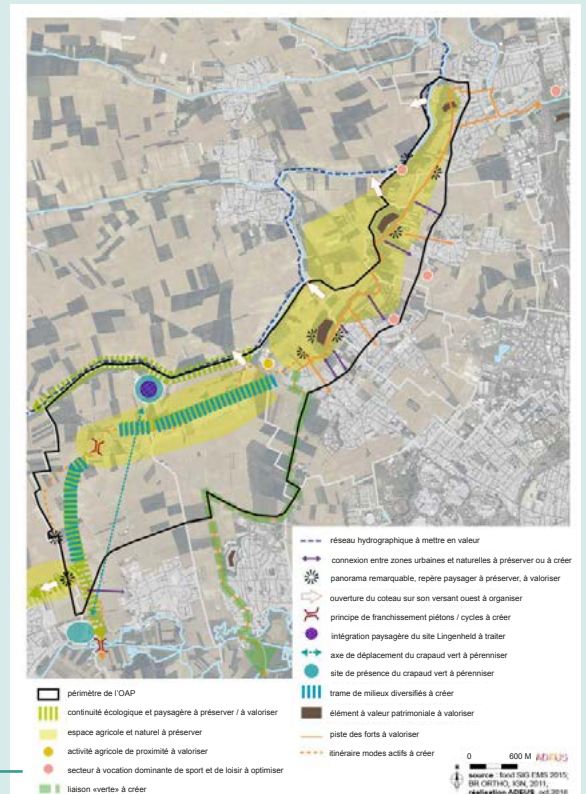 réseau hydrographique à mettre en valeur
connexion entre zones urbaines et naturelles à préserver ou à créer
panorama remarquable, repère paysager à préserver, à valoriser
ouverture du coteau sur son versant ouest à organiser
principe de franchissement piétons / cycles à créer
intégration paysagère du site Lingenheld à traiter
axe de déplacement du crapaud vert à pérenniser
site de présence du crapaud vert à pérenniser
trame de milieux diversifiés à créer
élément à valeur patrimoniale à valoriser
piste des forts à valoriser
itinéraire modes actifs à créer
périmètre de l'OAP
continuité écologique et paysagère à préserver / à valoriser
espace agricole et naturel à préserver
activité agricole de proximité à valoriser
secteur à vocation dominante de sport et de loisir à optimiser
liaison «verte» à créer
0 600 M ADEUS
source : fond SIG EMS 2015,
BR ORTHO, IGN, 2011,
réalisation ADEUS, oct.2016